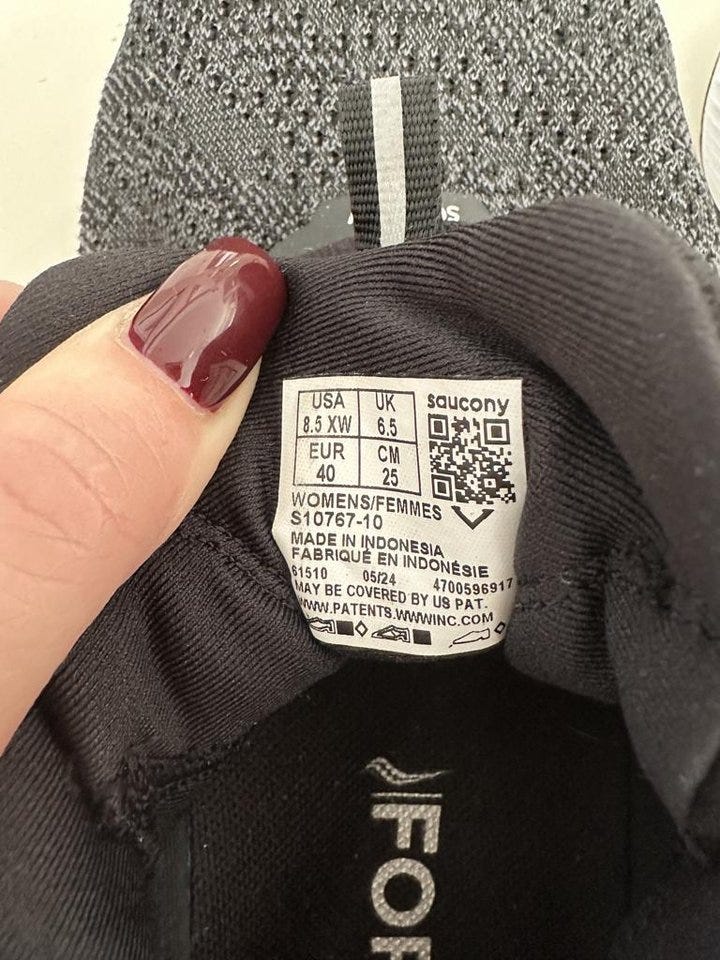 USA UK
8.5 XW 6.5
EUR CM
40 25
saucony
WOMENS/FEMMES
S10767-10
MADE IN INDONESIA
FABRIQUÉ EN INDONÉSIE
61510 05/24 4700596917
MAY BE COVERED BY US PAT.
WWW.PATENTS.WWWINC.COM
FOR